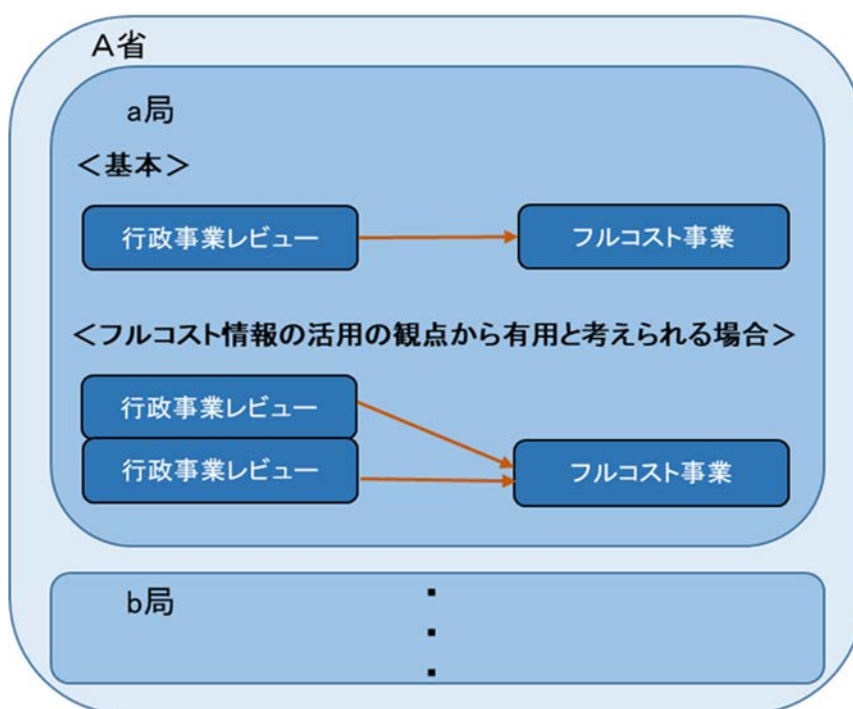 A省
a局
＜基本＞
行政事業レビュー
フルコスト事業
＜フルコスト情報の活用の観点から有用と考えられる場合＞
行政事業レビュー
行政事業レビュー
フルコスト事業
b局